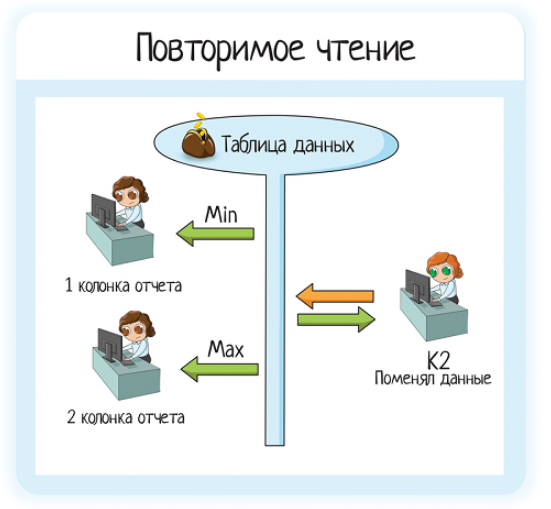 Повторимое чтение
Таблица данных
Min
1 колонка отчета
Max
К2
Поменял данные
2 колонка отчета